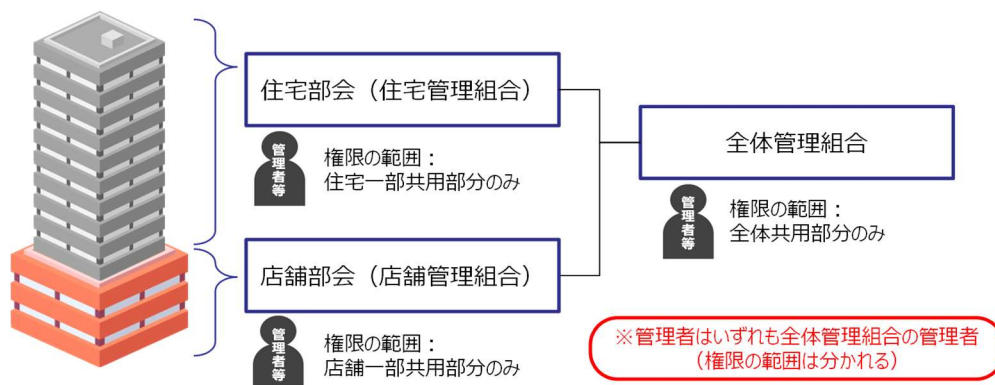 住宅部会（住宅管理組合）
管理者等
権限の範囲：
住宅一部共用部分のみ
店舗部会（店舗管理組合）
管理者等
権限の範囲：
店舗一部共用部分のみ
全体管理組合
管理者等
権限の範囲：
全体共用部分のみ
※管理者はいずれも全体管理組合の管理者
（権限の範囲は分かれる）